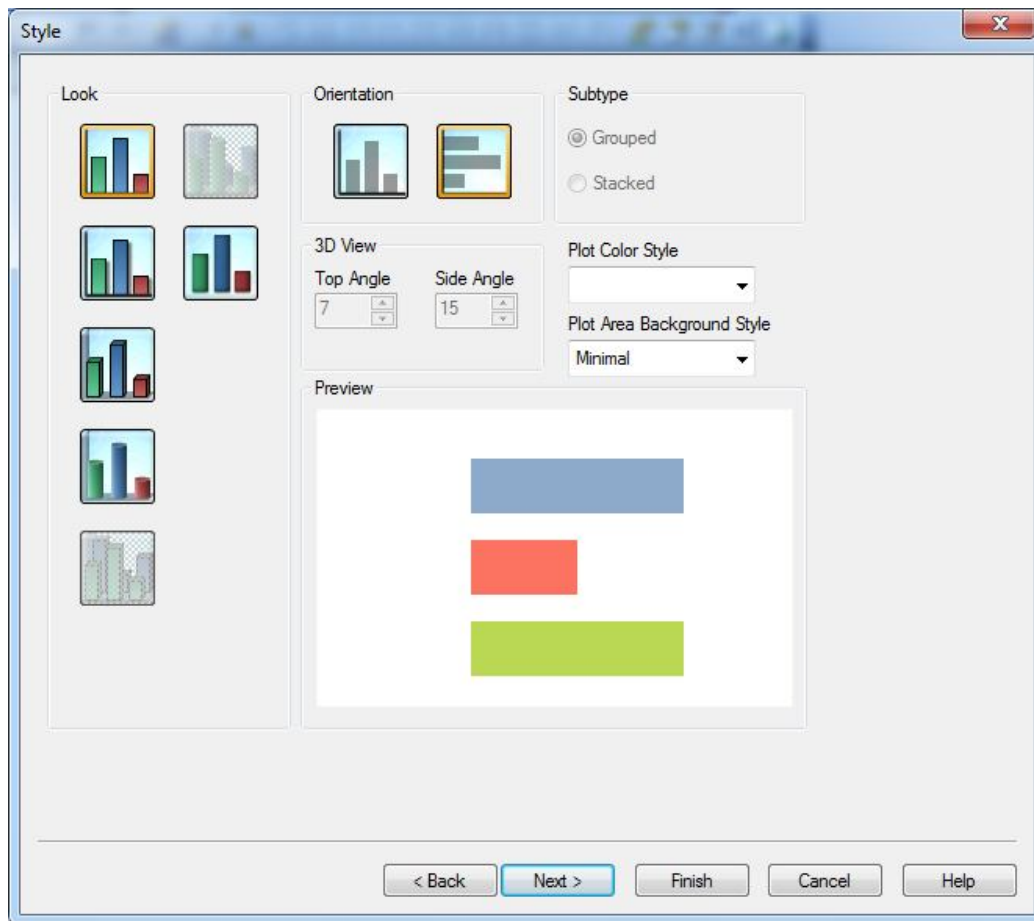 Style
Look
Orientation
Subtype
Grouped
Stacked
3D View
Top Angle
Side Angle
7
15
Plot Color Style
Plot Area Background Style
Minimal
Preview
< Back
Next >
Finish
Cancel
Help